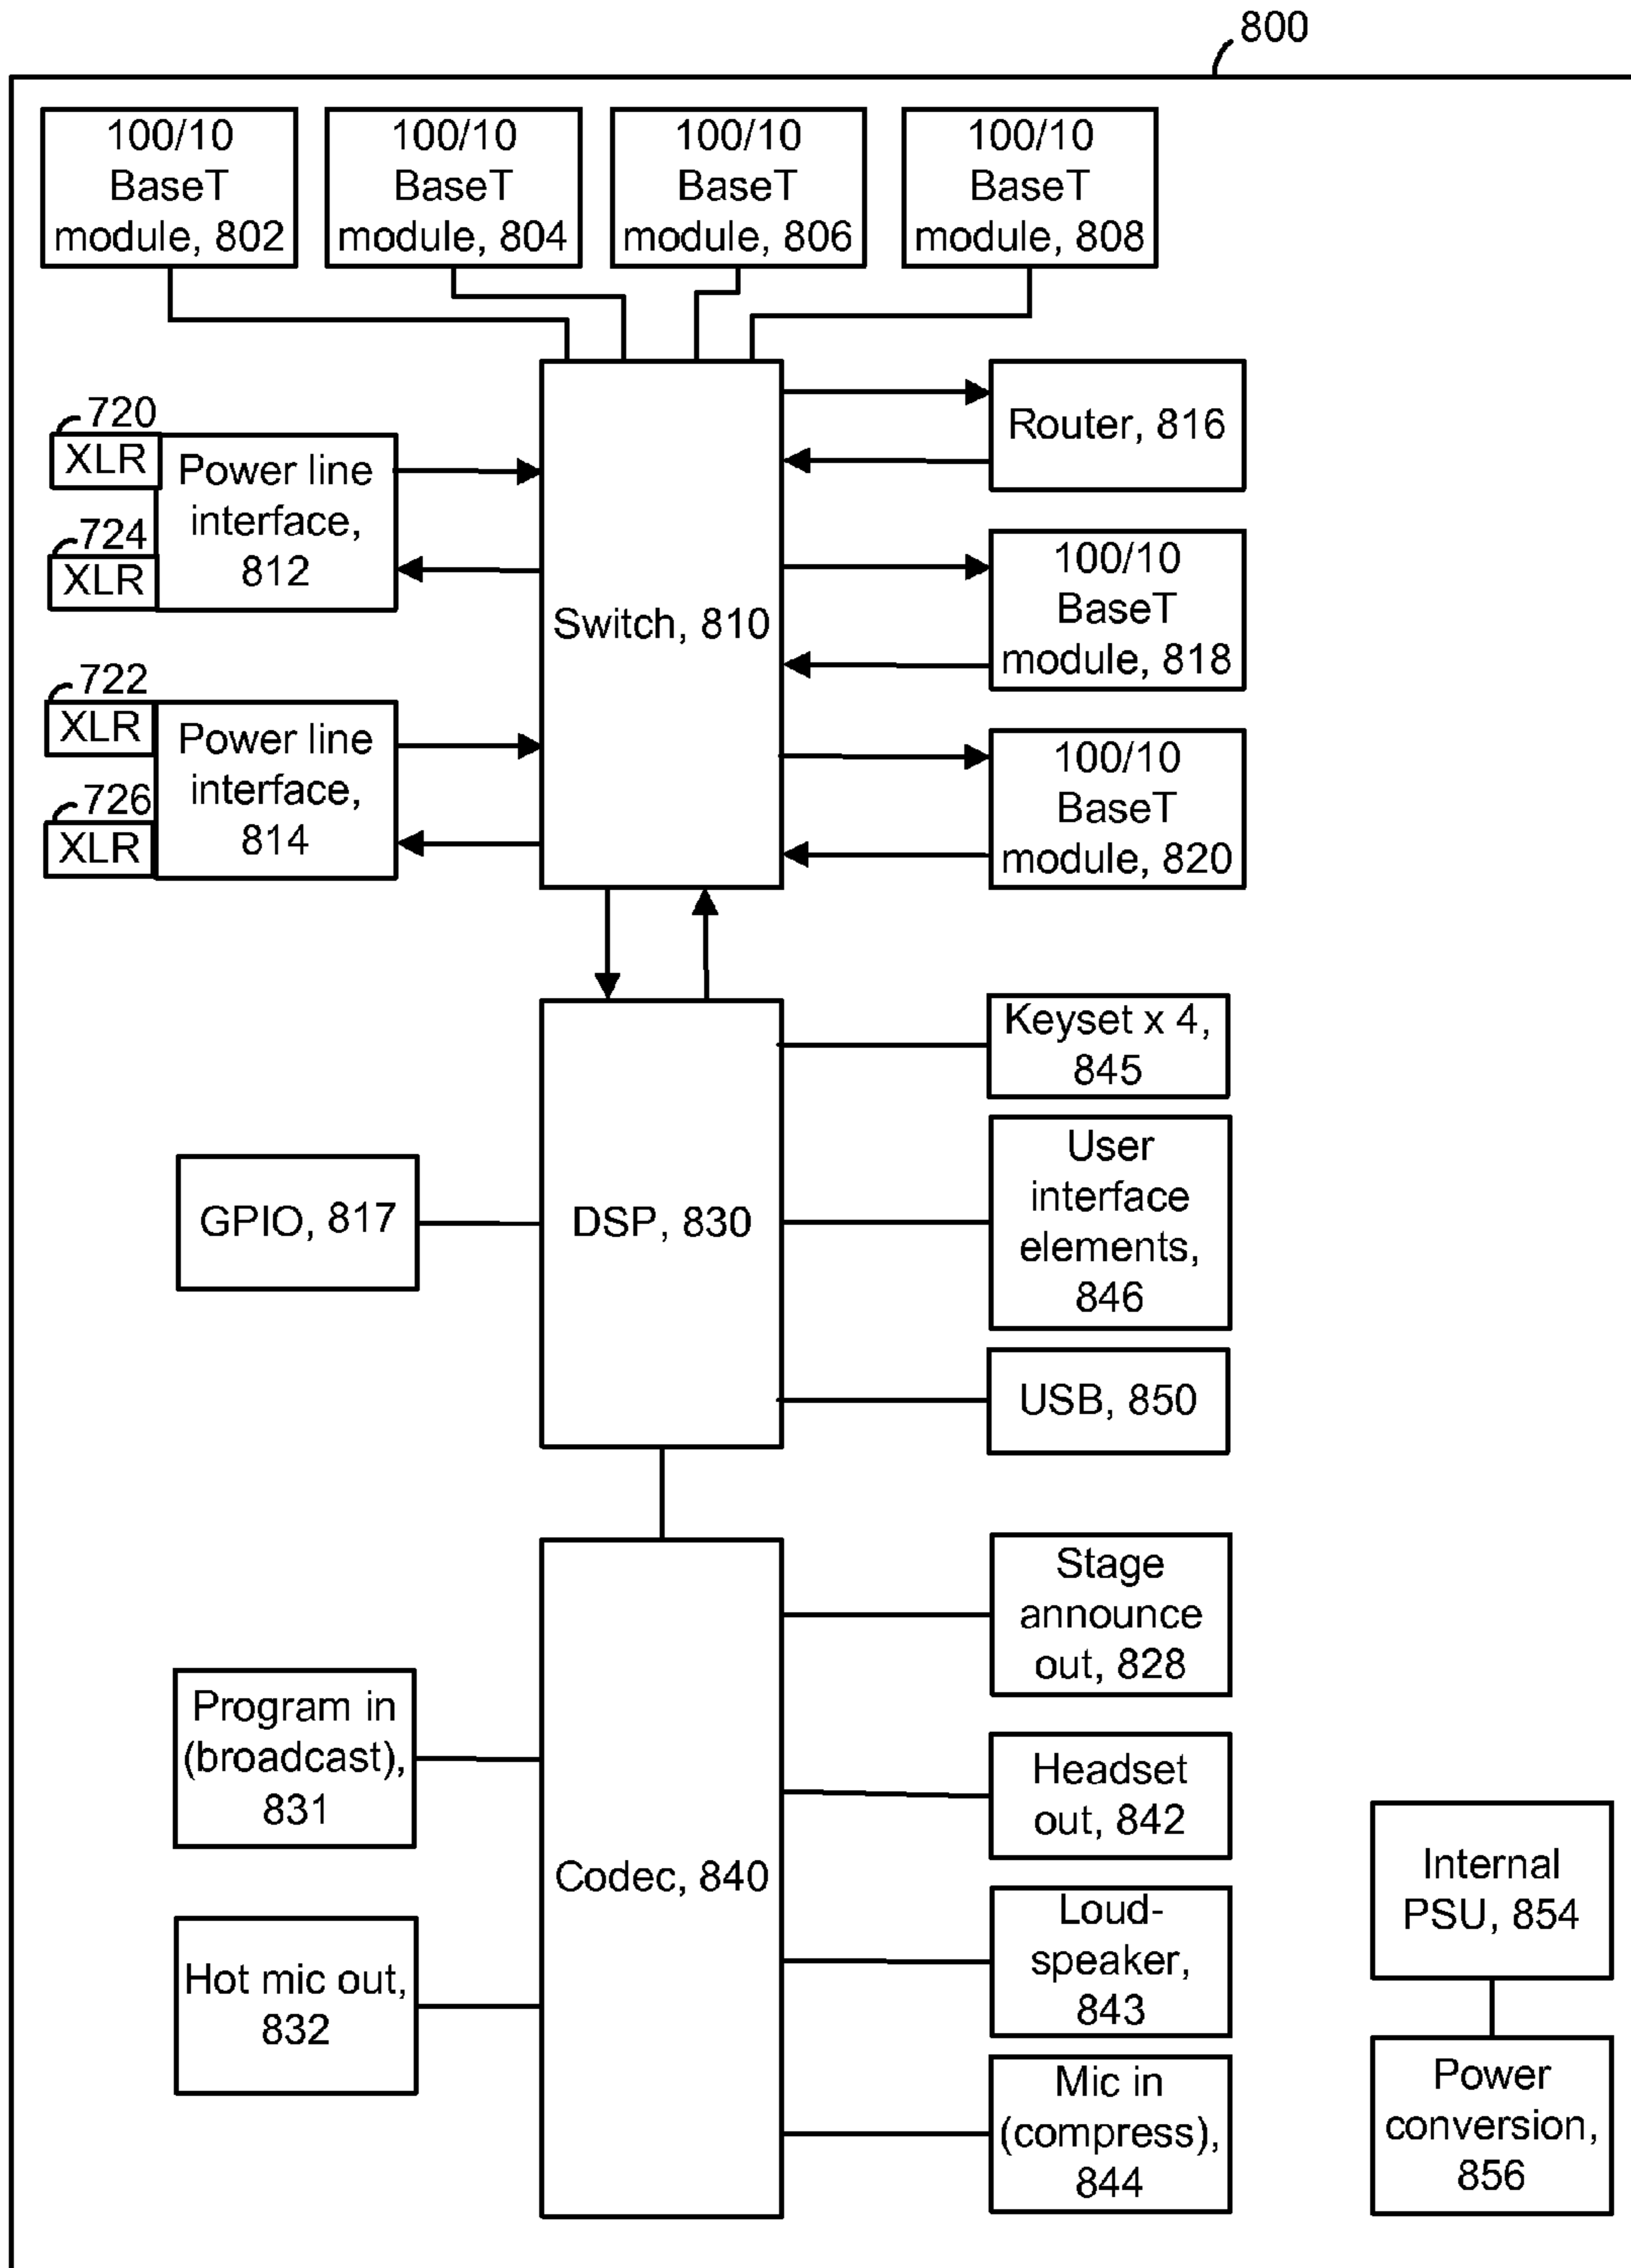 800
100/10
BaseT
module, 802
100/10
BaseT
module, 804
100/10
BaseT
module, 806
100/10
BaseT
module, 808
720
XLR
724
XLR
Power line
interface,
812
722
XLR
726
XLR
Power line
interface,
814
Switch, 810
Router, 816
100/10
BaseT
module, 818
100/10
BaseT
module, 820
GPIO, 817
DSP, 830
Keyset x 4,
845
User
interface
elements,
846
USB, 850
Program in
(broadcast),
831
Hot mic out,
832
Codec, 840
Stage
announce
out, 828
Headset
out, 842
Loud-
speaker,
843
Mic in
(compress),
844
Internal
PSU, 854
Power
conversion,
856